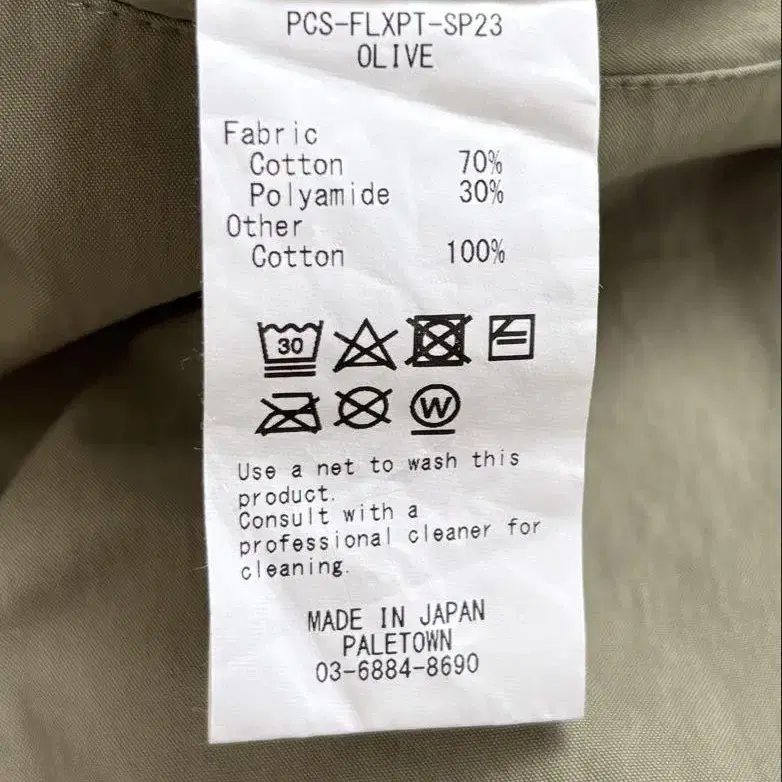 PCS-FLXPT-SP23
OLIVE
Fabric
Cotton 70%
Polyamide 30%
Other
Cotton 100%
30
W
Use a net to wash this
product.
Consult with a
professional cleaner for
cleaning.
MADE IN JAPAN
PALETOWN
03-6884-8690